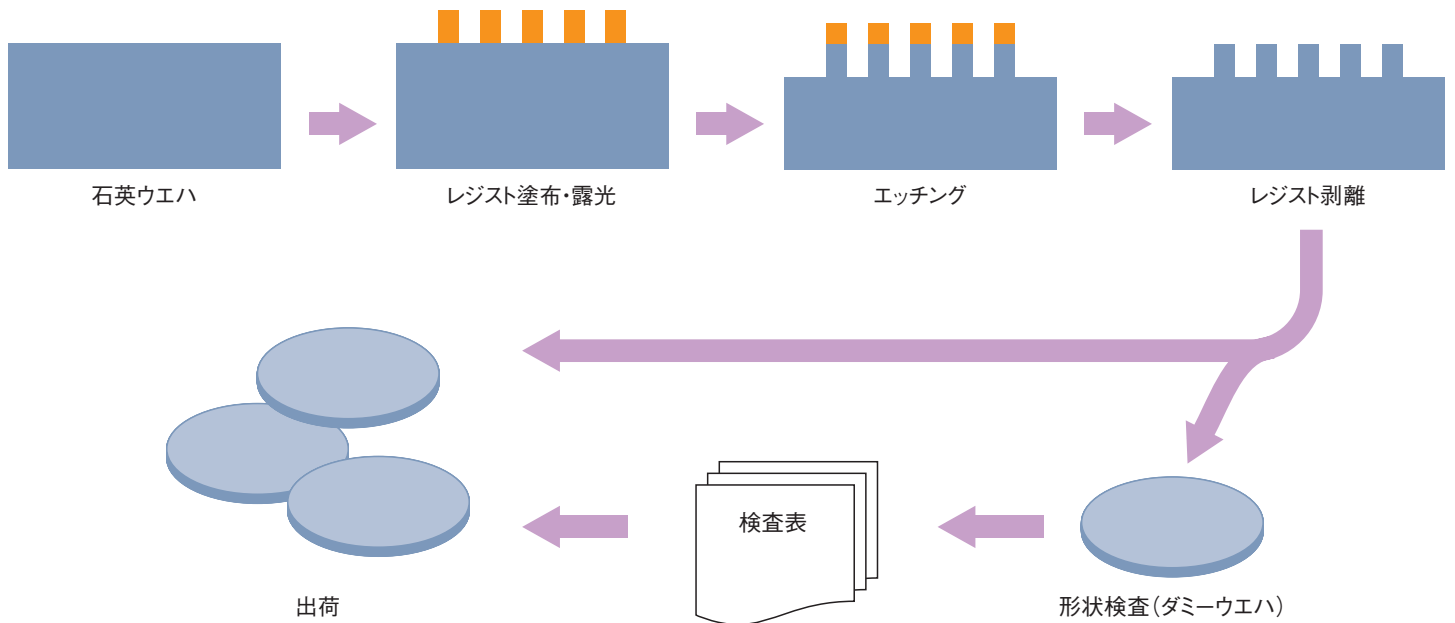 石英ウエハ
レジスト塗布・露光
エッチング
レジスト剥離
検査表
出荷
形状検査(ダミーウエハ)